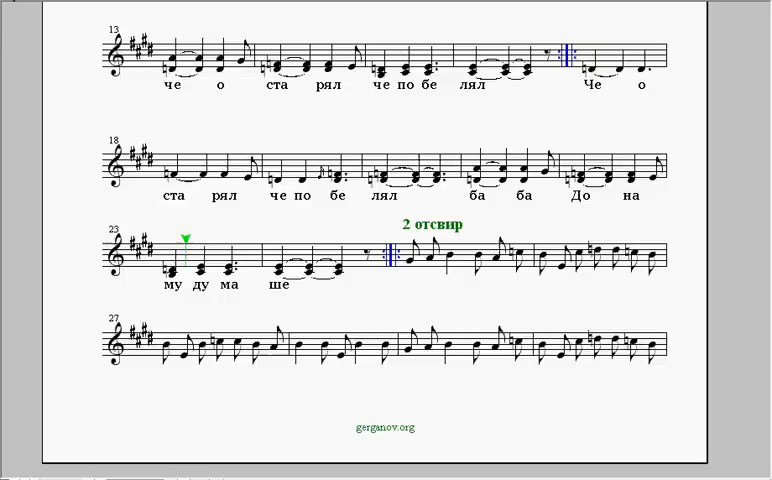 13
че о ста рял че по бе лял Че о
18
ста рял че по бе лял ба ба До на
2 отсвир
23
му ду ма ше
27
gerganov.org